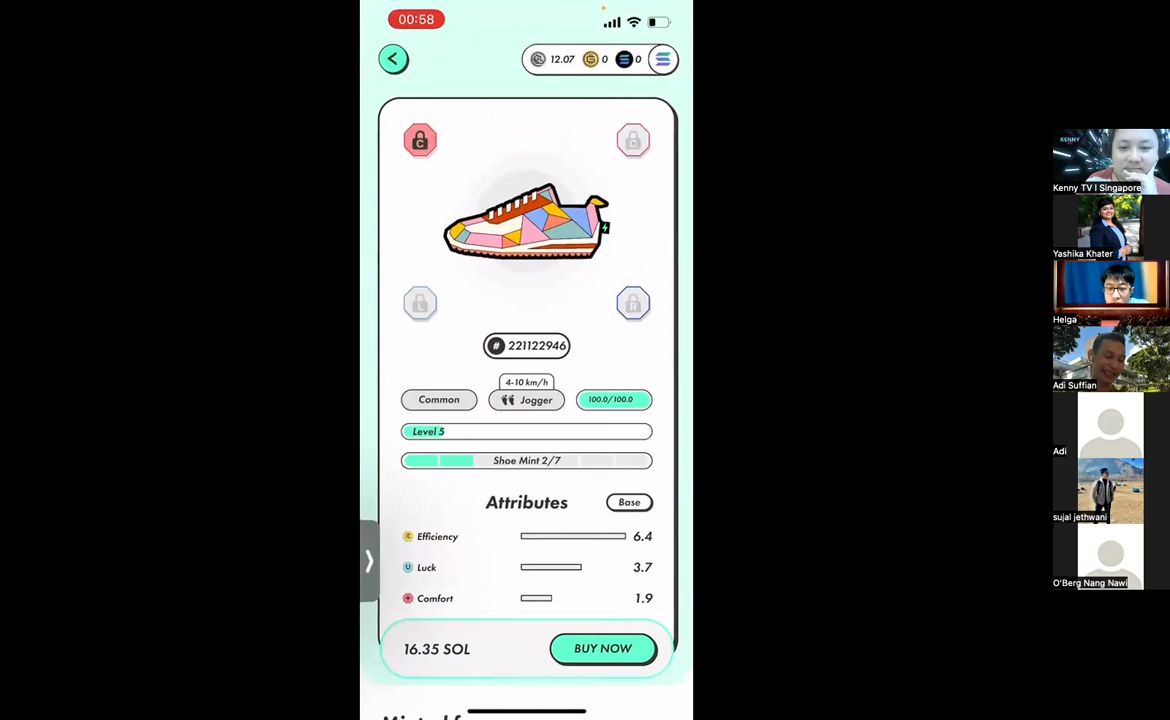 00:58
12.07 0 0
C C
L R
# 221122946
4-10 km/h
Common Jogger 100.0/100.0
Level 5
Shoe Mint 2/7
Attributes Base
Efficiency 6.4
Luck 3.7
Comfort 1.9
16.35 SOL BUY NOW
KENNY
Kenny TV I Singapore
Yashika Khater
Helga
Adi Suffian
Adi
sujal jethwani
O'Berg Nang Nawi